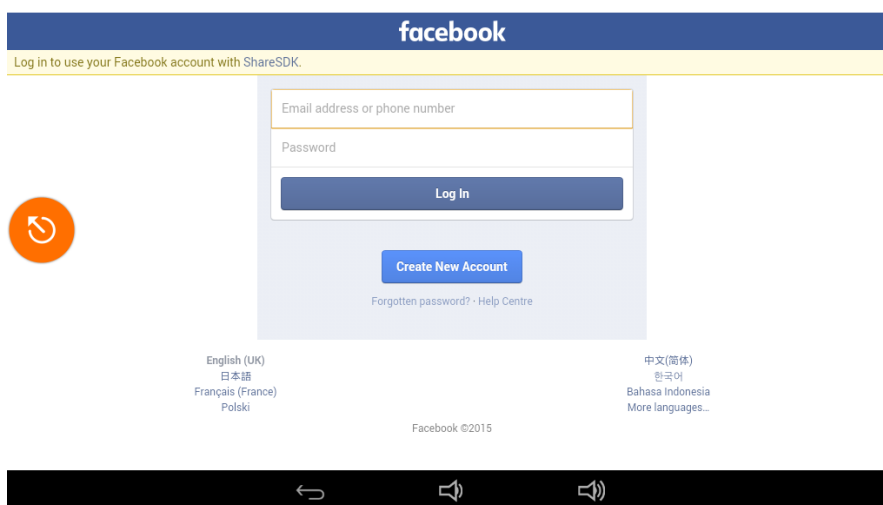 facebook
Log in to use your Facebook account with ShareSDK.
Email address or phone number
Password
Log In
Create New Account
Forgotten password? · Help Centre
English (UK)
日本語
Français (France)
Polski
中文(简体)
한국어
Bahasa Indonesia
More languages...
Facebook ©2015